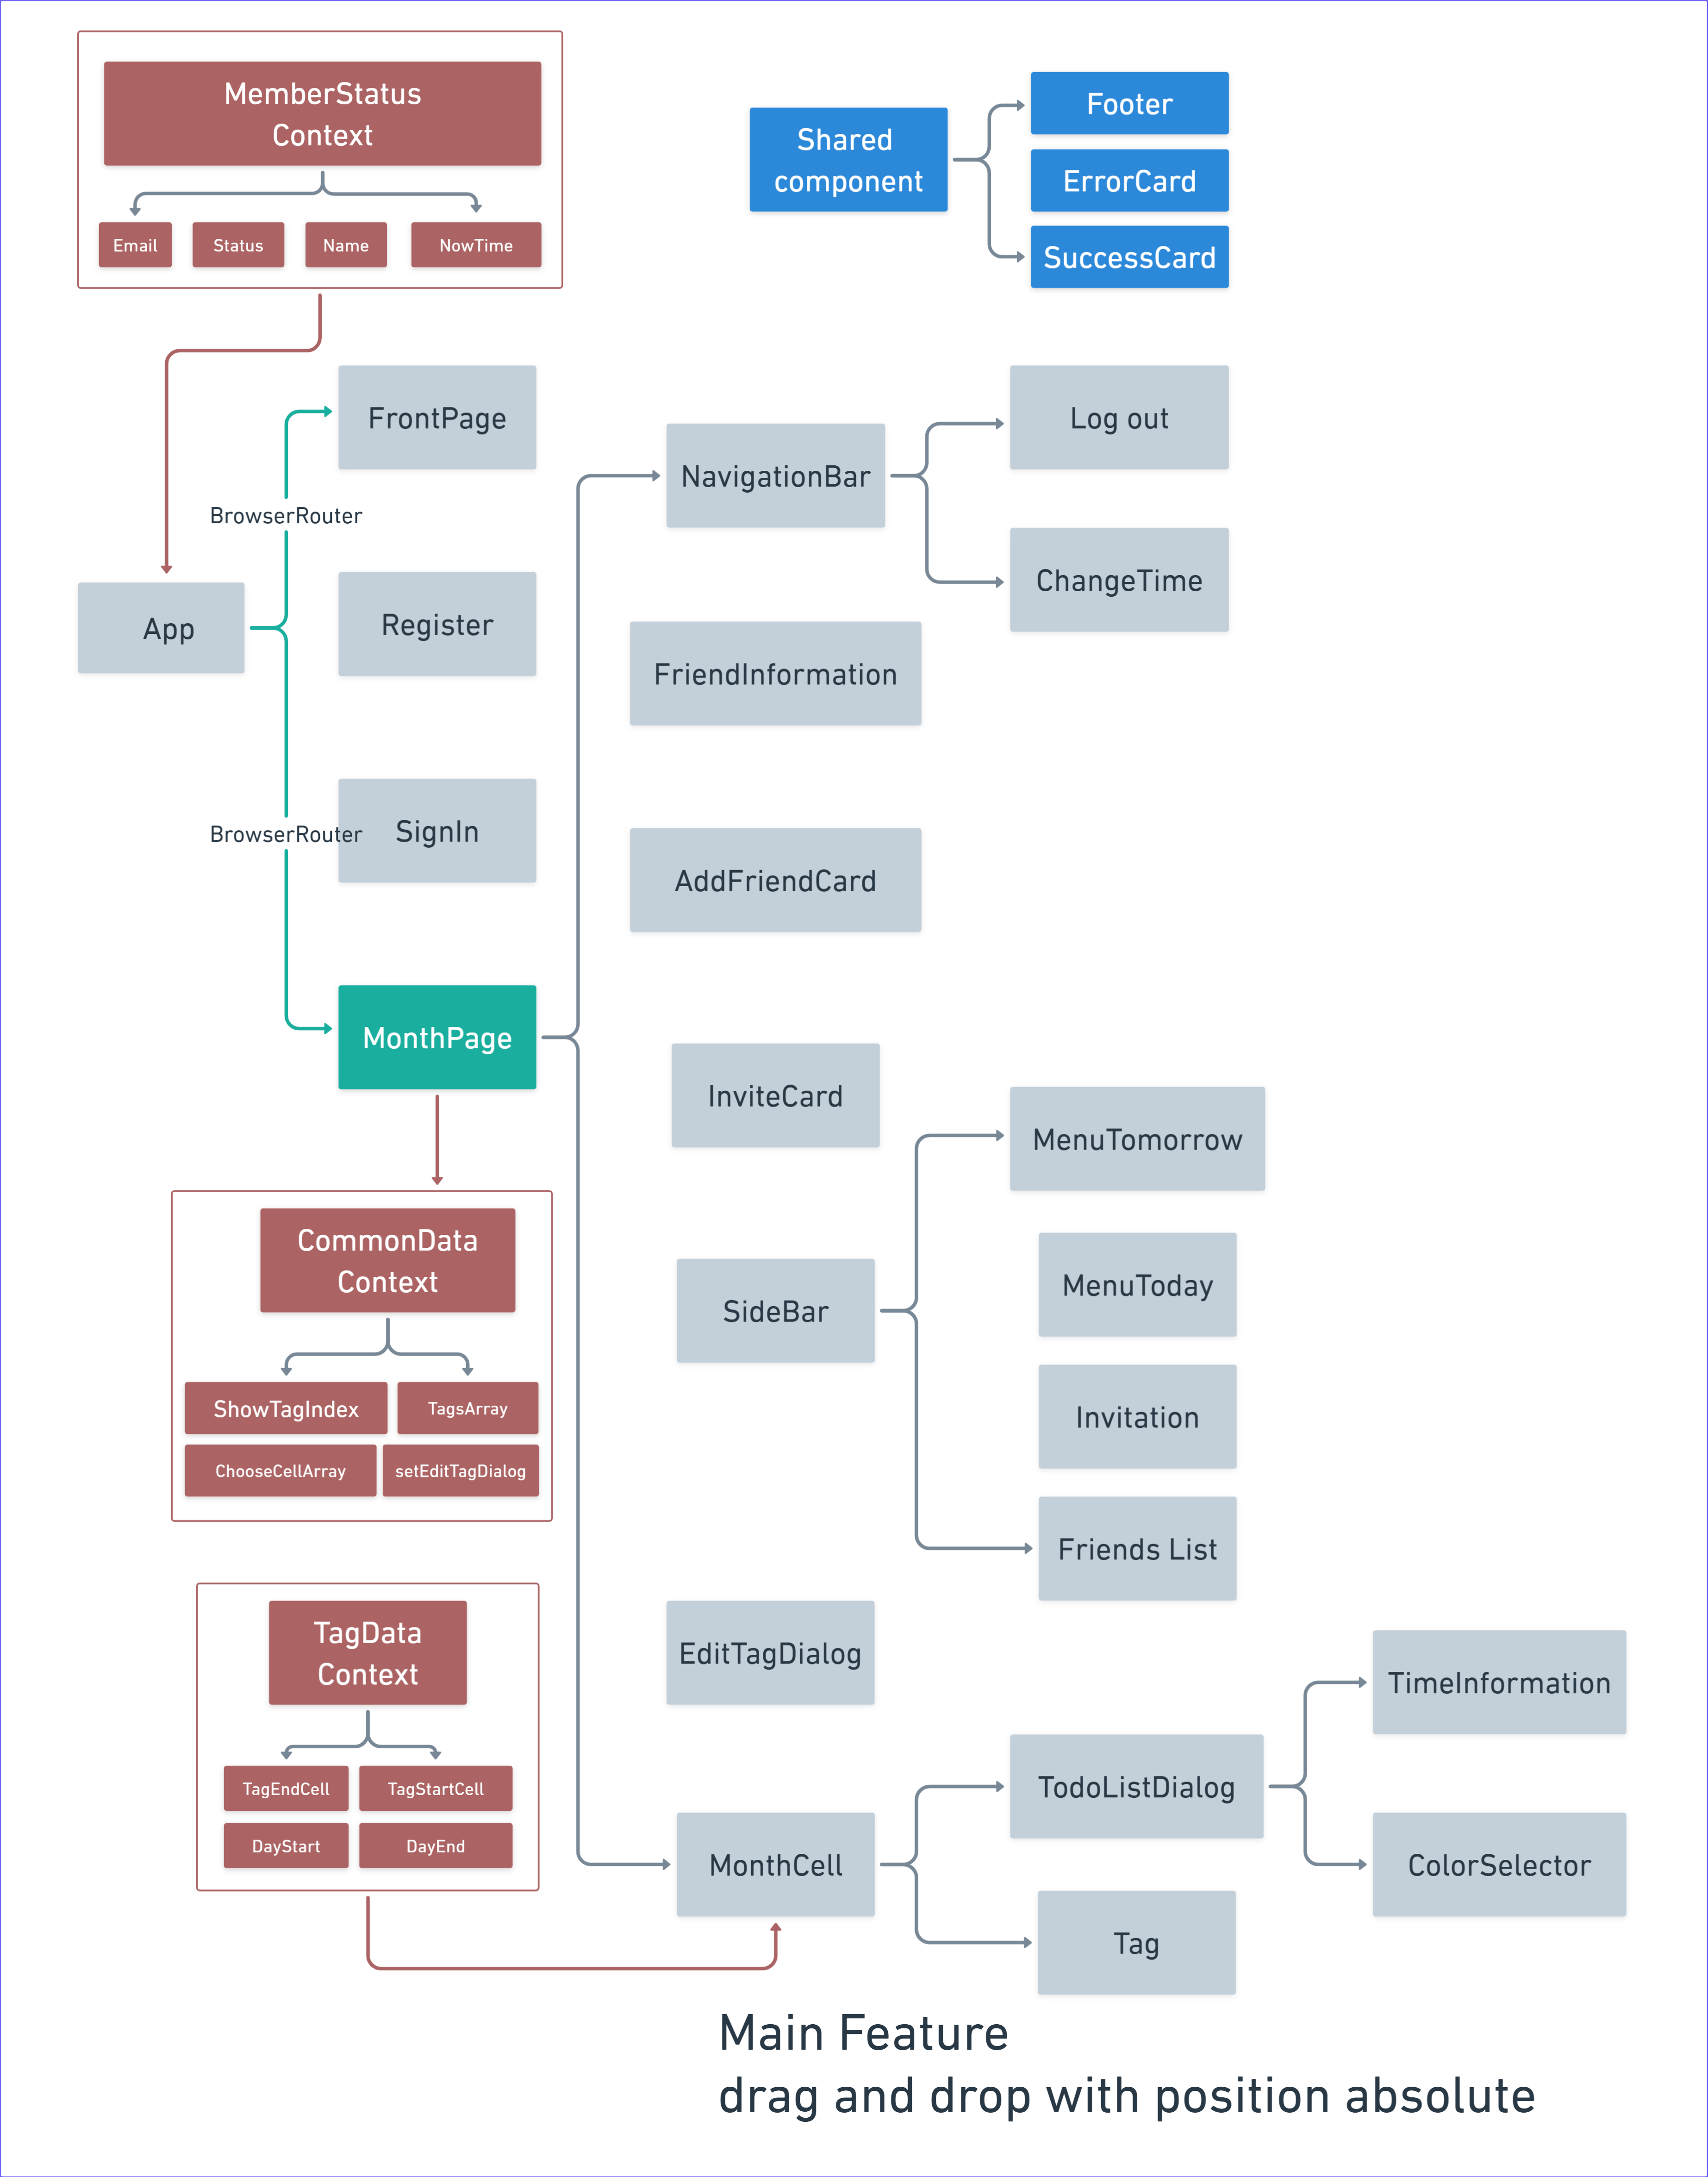 MemberStatus
Context
Email
Status
Name
NowTime
Shared
component
Footer
ErrorCard
SuccessCard
FrontPage
BrowserRouter
App
Register
BrowserRouter
SignIn
MonthPage
NavigationBar
Log out
ChangeTime
FriendInformation
AddFriendCard
InviteCard
SideBar
MenuTomorrow
MenuToday
Invitation
Friends List
CommonData
Context
ShowTagIndex
TagsArray
ChooseCellArray
setEditTagDialog
TagData
Context
TagEndCell
TagStartCell
DayStart
DayEnd
EditTagDialog
MonthCell
TodoListDialog
Tag
TimeInformation
ColorSelector
Main Feature
drag and drop with position absolute